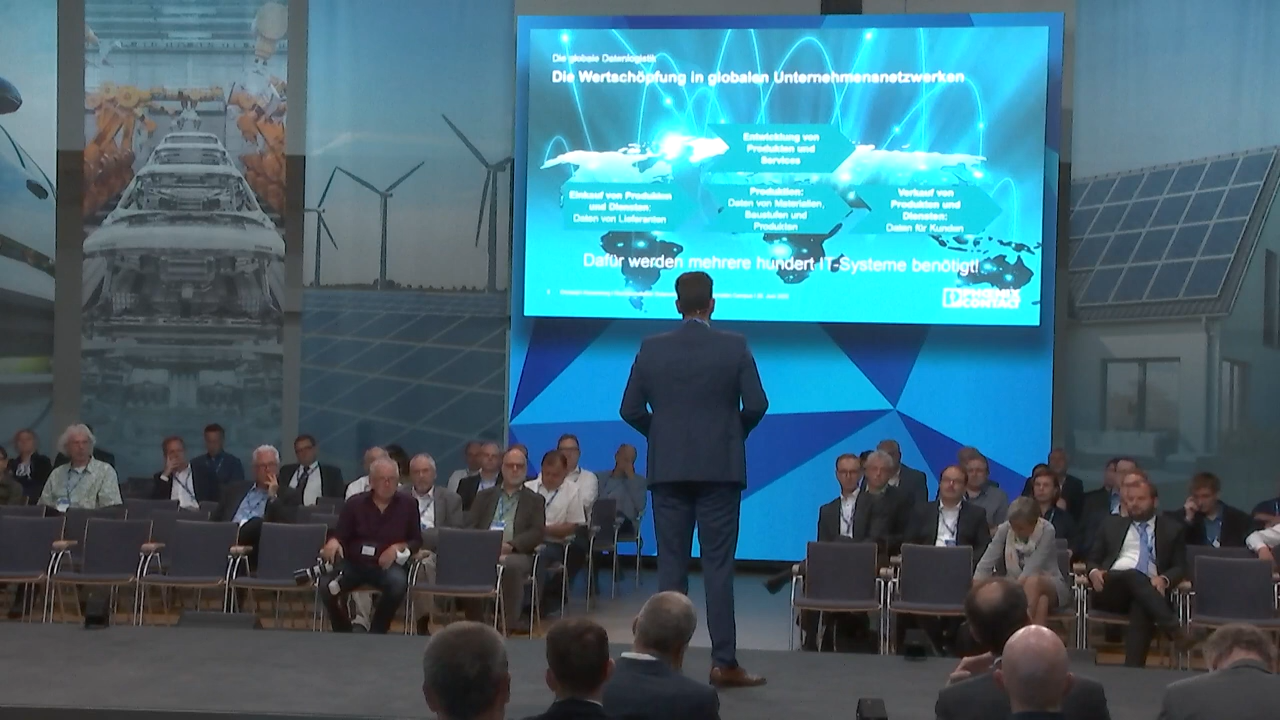 Die globale Datenlogistik
Die Wertschöpfung in globalen Unternehmensnetzwerken
Entwicklung von
Produkten und
Services
Einkauf von Produkten
und Diensten:
Daten von Lieferanten
Produktion:
Daten von Materialien,
Bauteilen und
Produkten
Verkauf von
Produkten und
Diensten:
Daten für Kunden
Dafür werden mehrere hundert IT-Systeme benötigt!
PHOENIX
CONTACT